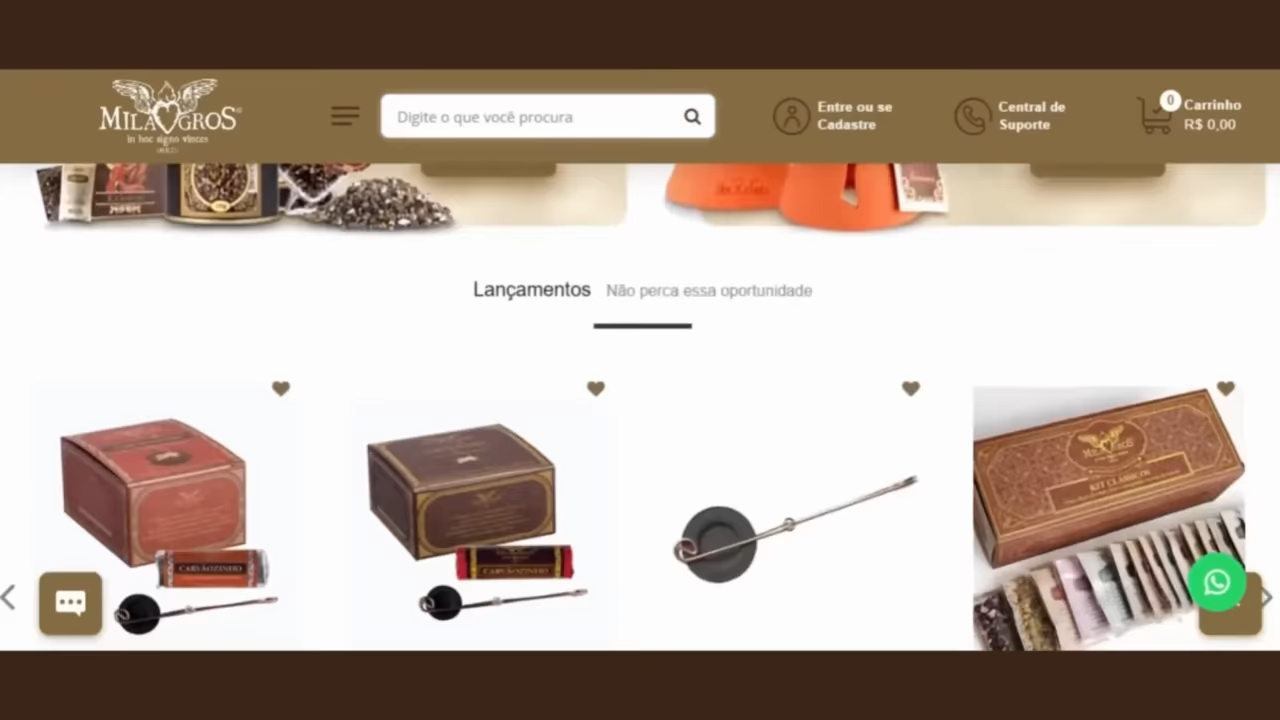 MILAGROS
in hoc signo vinces
Digite o que você procura
Entre ou se
Cadastre
Central de
Suporte
0
Carrinho
R$ 0,00
Lançamentos Não perca essa oportunidade
CARVÃOZINHO
CARVÃOZINHO
MILAGROS
KIT CLÁSSICOS